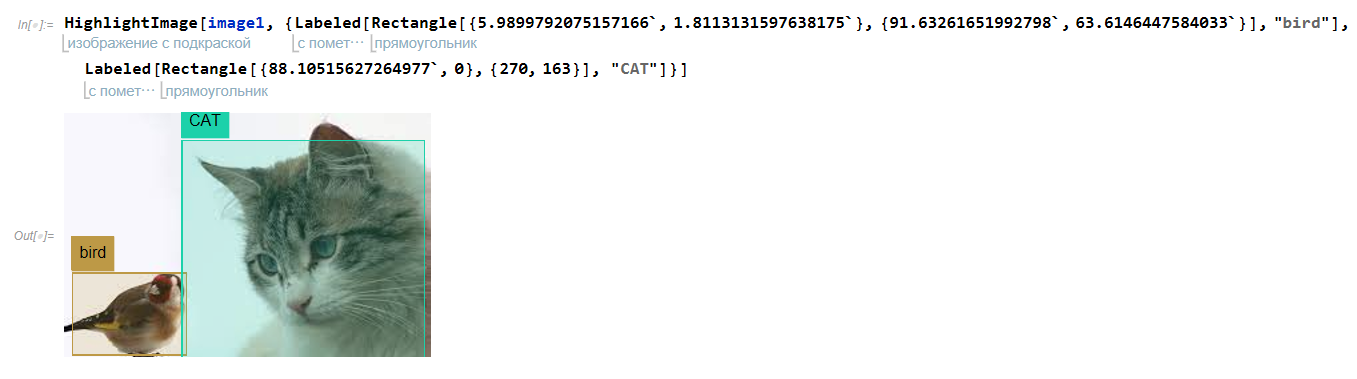 In[∘]:= HighlightImage[image1, {Labeled[Rectangle[{5.9899792075157166`, 1.8113131597638175`}, {91.63261651992798`, 63.6146447584033`}], "bird"],
изображение с подкраской с помет⋯ прямоугольник
Labeled[Rectangle[{88.10515627264977`, 0}, {270, 163}], "CAT"]}]
с помет⋯ прямоугольник
CAT
Out[∘]=
bird